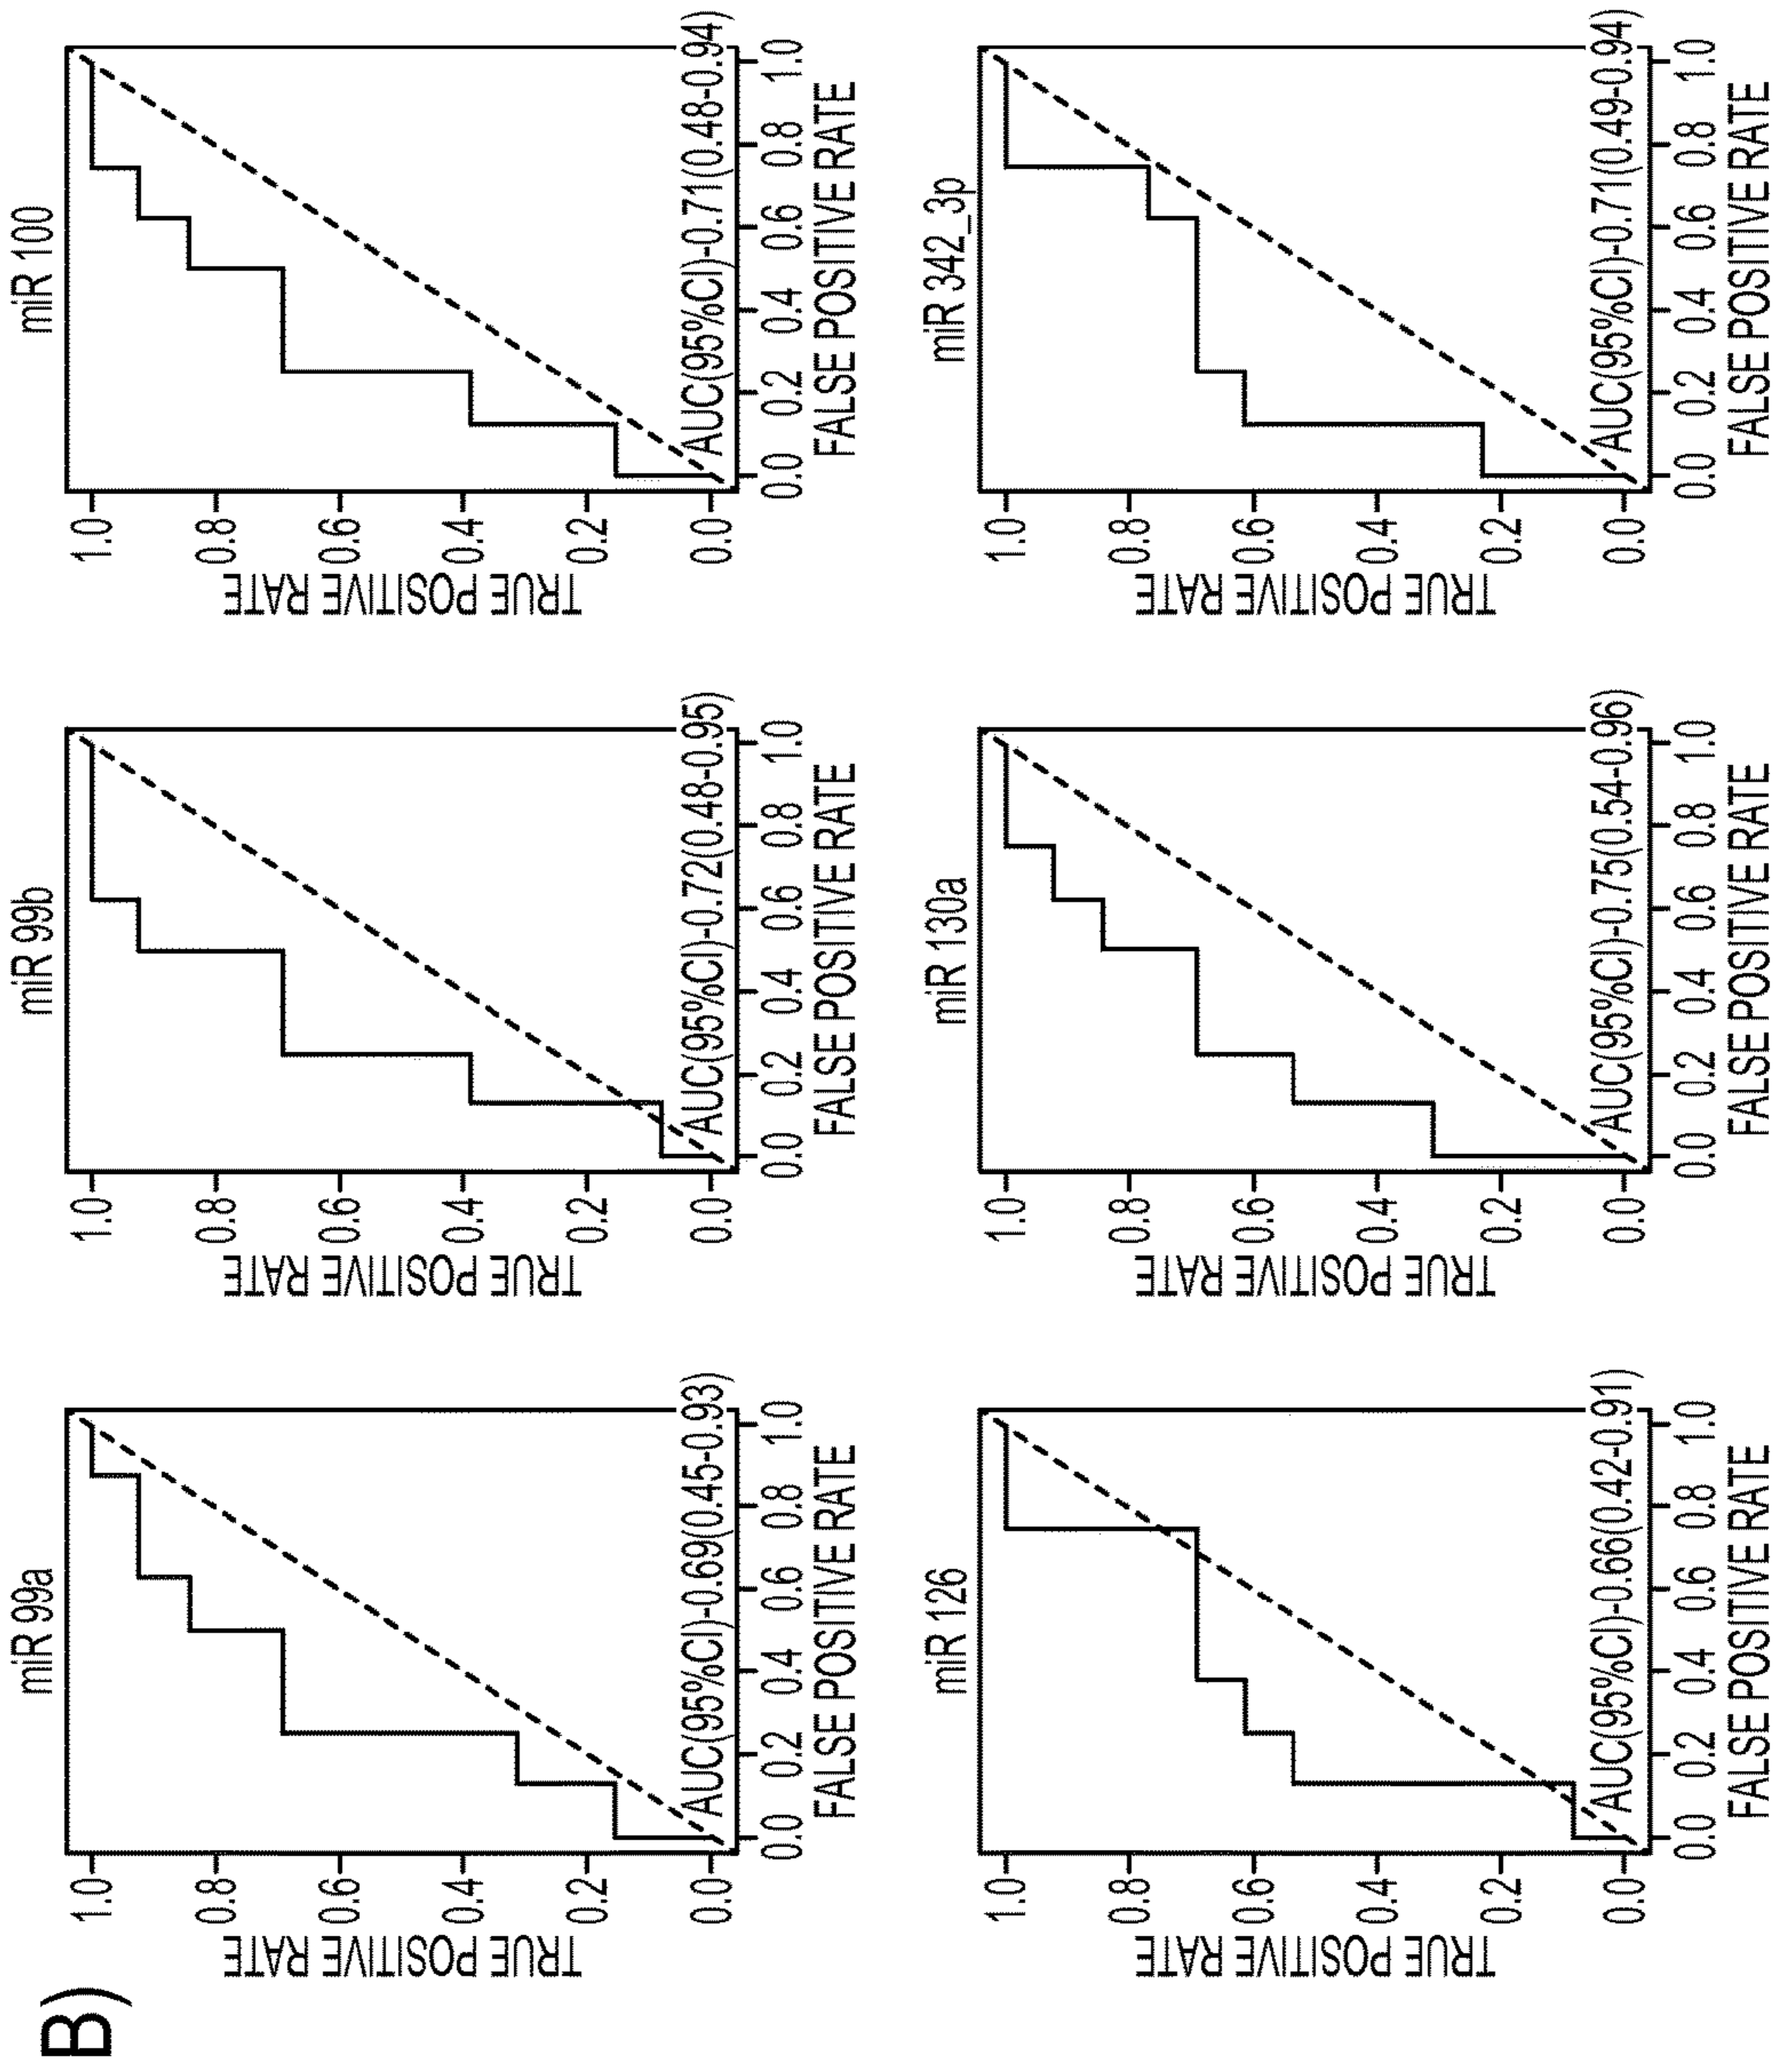 B)
miR 99a
TRUE POSITIVE RATE
1.0
0.8
0.6
0.4
0.2
0.0
AUC(95%CI)-0.69(0.45-0.93)
0.0 0.2 0.4 0.6 0.8 1.0
FALSE POSITIVE RATE
miR 99b
TRUE POSITIVE RATE
1.0
0.8
0.6
0.4
0.2
0.0
AUC(95%CI)-0.72(0.48-0.95)
0.0 0.2 0.4 0.6 0.8 1.0
FALSE POSITIVE RATE
miR 100
TRUE POSITIVE RATE
1.0
0.8
0.6
0.4
0.2
0.0
AUC(95%CI)-0.71(0.48-0.94)
0.0 0.2 0.4 0.6 0.8 1.0
FALSE POSITIVE RATE
miR 126
TRUE POSITIVE RATE
1.0
0.8
0.6
0.4
0.2
0.0
AUC(95%CI)-0.66(0.42-0.91)
0.0 0.2 0.4 0.6 0.8 1.0
FALSE POSITIVE RATE
miR 130a
TRUE POSITIVE RATE
1.0
0.8
0.6
0.4
0.2
0.0
AUC(95%CI)-0.75(0.54-0.96)
0.0 0.2 0.4 0.6 0.8 1.0
FALSE POSITIVE RATE
miR 342_3p
TRUE POSITIVE RATE
1.0
0.8
0.6
0.4
0.2
0.0
AUC(95%CI)-0.71(0.49-0.94)
0.0 0.2 0.4 0.6 0.8 1.0
FALSE POSITIVE RATE